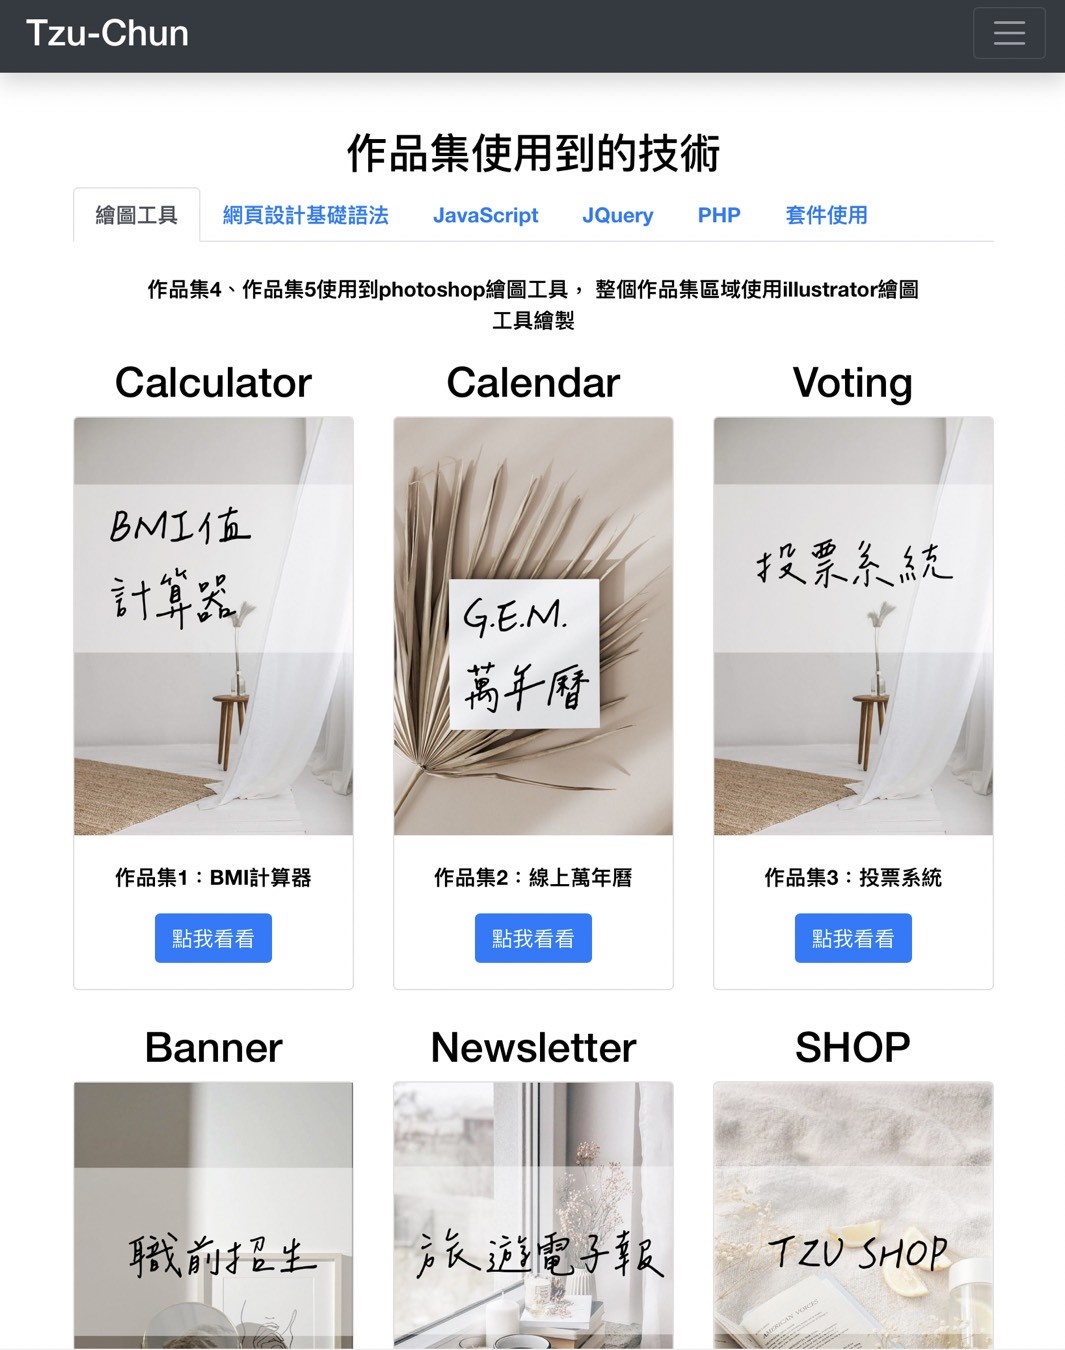 Tzu-Chun
作品集使用到的技術
繪圖工具
網頁設計基礎語法
JavaScript
JQuery
PHP
套件使用
作品集4、作品集5使用到photoshop繪圖工具， 整個作品集區域使用illustrator繪圖
工具繪製
Calculator
Calendar
Voting
BMI值
計算器
G.E.M.
萬年曆
投票系統
作品集1：BMI計算器
作品集2：線上萬年曆
作品集3：投票系統
點我看看
點我看看
點我看看
Banner
Newsletter
SHOP
職前招生
旅遊電子報
TZU SHOP
AMERICAN VOICES